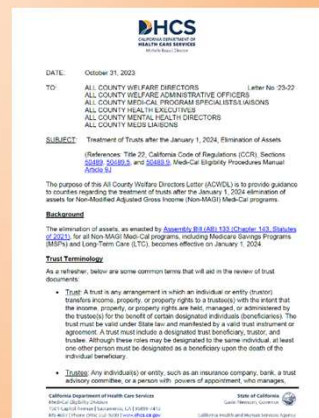 DHCS
CALIFORNIA DEPARTMENT OF
HEALTH CARE SERVICES
Michelle Baass | Director
DATE: October 31, 2023
TO: ALL COUNTY WELFARE DIRECTORS Letter No.:23-22
ALL COUNTY WELFARE ADMINISTRATIVE OFFICERS
ALL COUNTY MEDI-CAL PROGRAM SPECIALISTS/LIAISONS
ALL COUNTY HEALTH EXECUTIVES
ALL COUNTY MENTAL HEALTH DIRECTORS
ALL COUNTY MEDS LIAISONS
SUBJECT: Treatment of Trusts after the January 1, 2024, Elimination of Assets
(References: Title 22, California Code of Regulations (CCR), Sections
50489, 50489.5, and 50489.9, Medi-Cal Eligibility Procedures Manual
Article 9J
The purpose of this All County Welfare Directors Letter (ACWDL) is to provide guidance
to counties regarding the treatment of trusts after the January 1, 2024 elimination of
assets for Non-Modified Adjusted Gross Income (Non-MAGI) Medi-Cal programs.
Background
The elimination of assets, as enacted by Assembly Bill (AB) 133 (Chapter 143, Statutes
of 2021), for all Non-MAGI Medi-Cal programs, including Medicare Savings Programs
(MSPs) and Long-Term Care (LTC), becomes effective on January 1, 2024.
Trust Terminology
As a refresher, below are some common terms that will aid in the review of trust
documents:
• Trust: A trust is any arrangement in which an individual or entity (trustor)
transfers income, property, or property rights to a trustee(s) with the intent that
the income, property, or property rights are held, managed, or administered by
the trustee(s) for the benefit of certain designated individuals (beneficiaries). The
trust must be valid under State law and manifested by a valid trust instrument or
agreement. A trust must include a designated trust beneficiary, trustor, and
trustee. Although these roles may be designated to the same individual, at least
one other person must be designated as a beneficiary upon the death of the
individual beneficiary.
• Trustee: Any individual(s) or entity, such as an insurance company, bank, a trust
advisory committee, or a person with powers of appointment, who manages,
California Department of Health Care Services State of California
Medi-Cal Eligibility Division Gavin Newsom, Governor
California Health and Human Services Agency